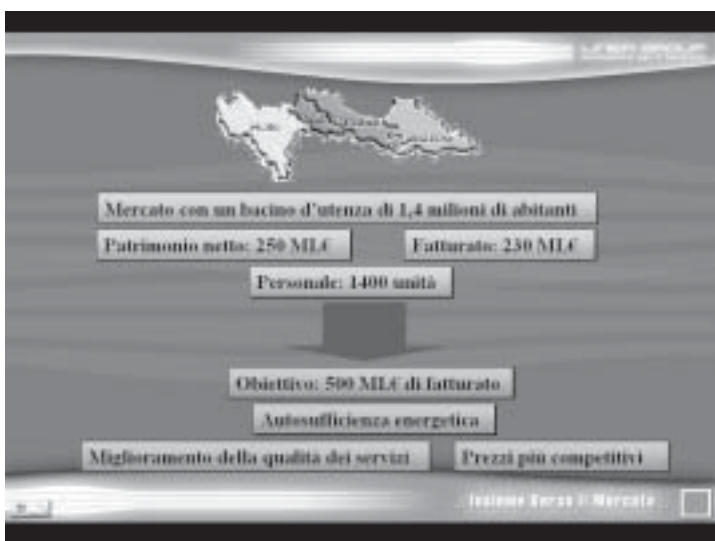 Mercato con un bacino d'utenza di 1,4 milioni di abitanti
Patrimonio netto: 250 ML€ Fatturato: 230 ML€
Personale: 1400 unità
Obiettivo: 500 ML€ di fatturato
Autosufficienza energetica
Miglioramento della qualità dei servizi Prezzi più competitivi
Insieme Verso il Mercato